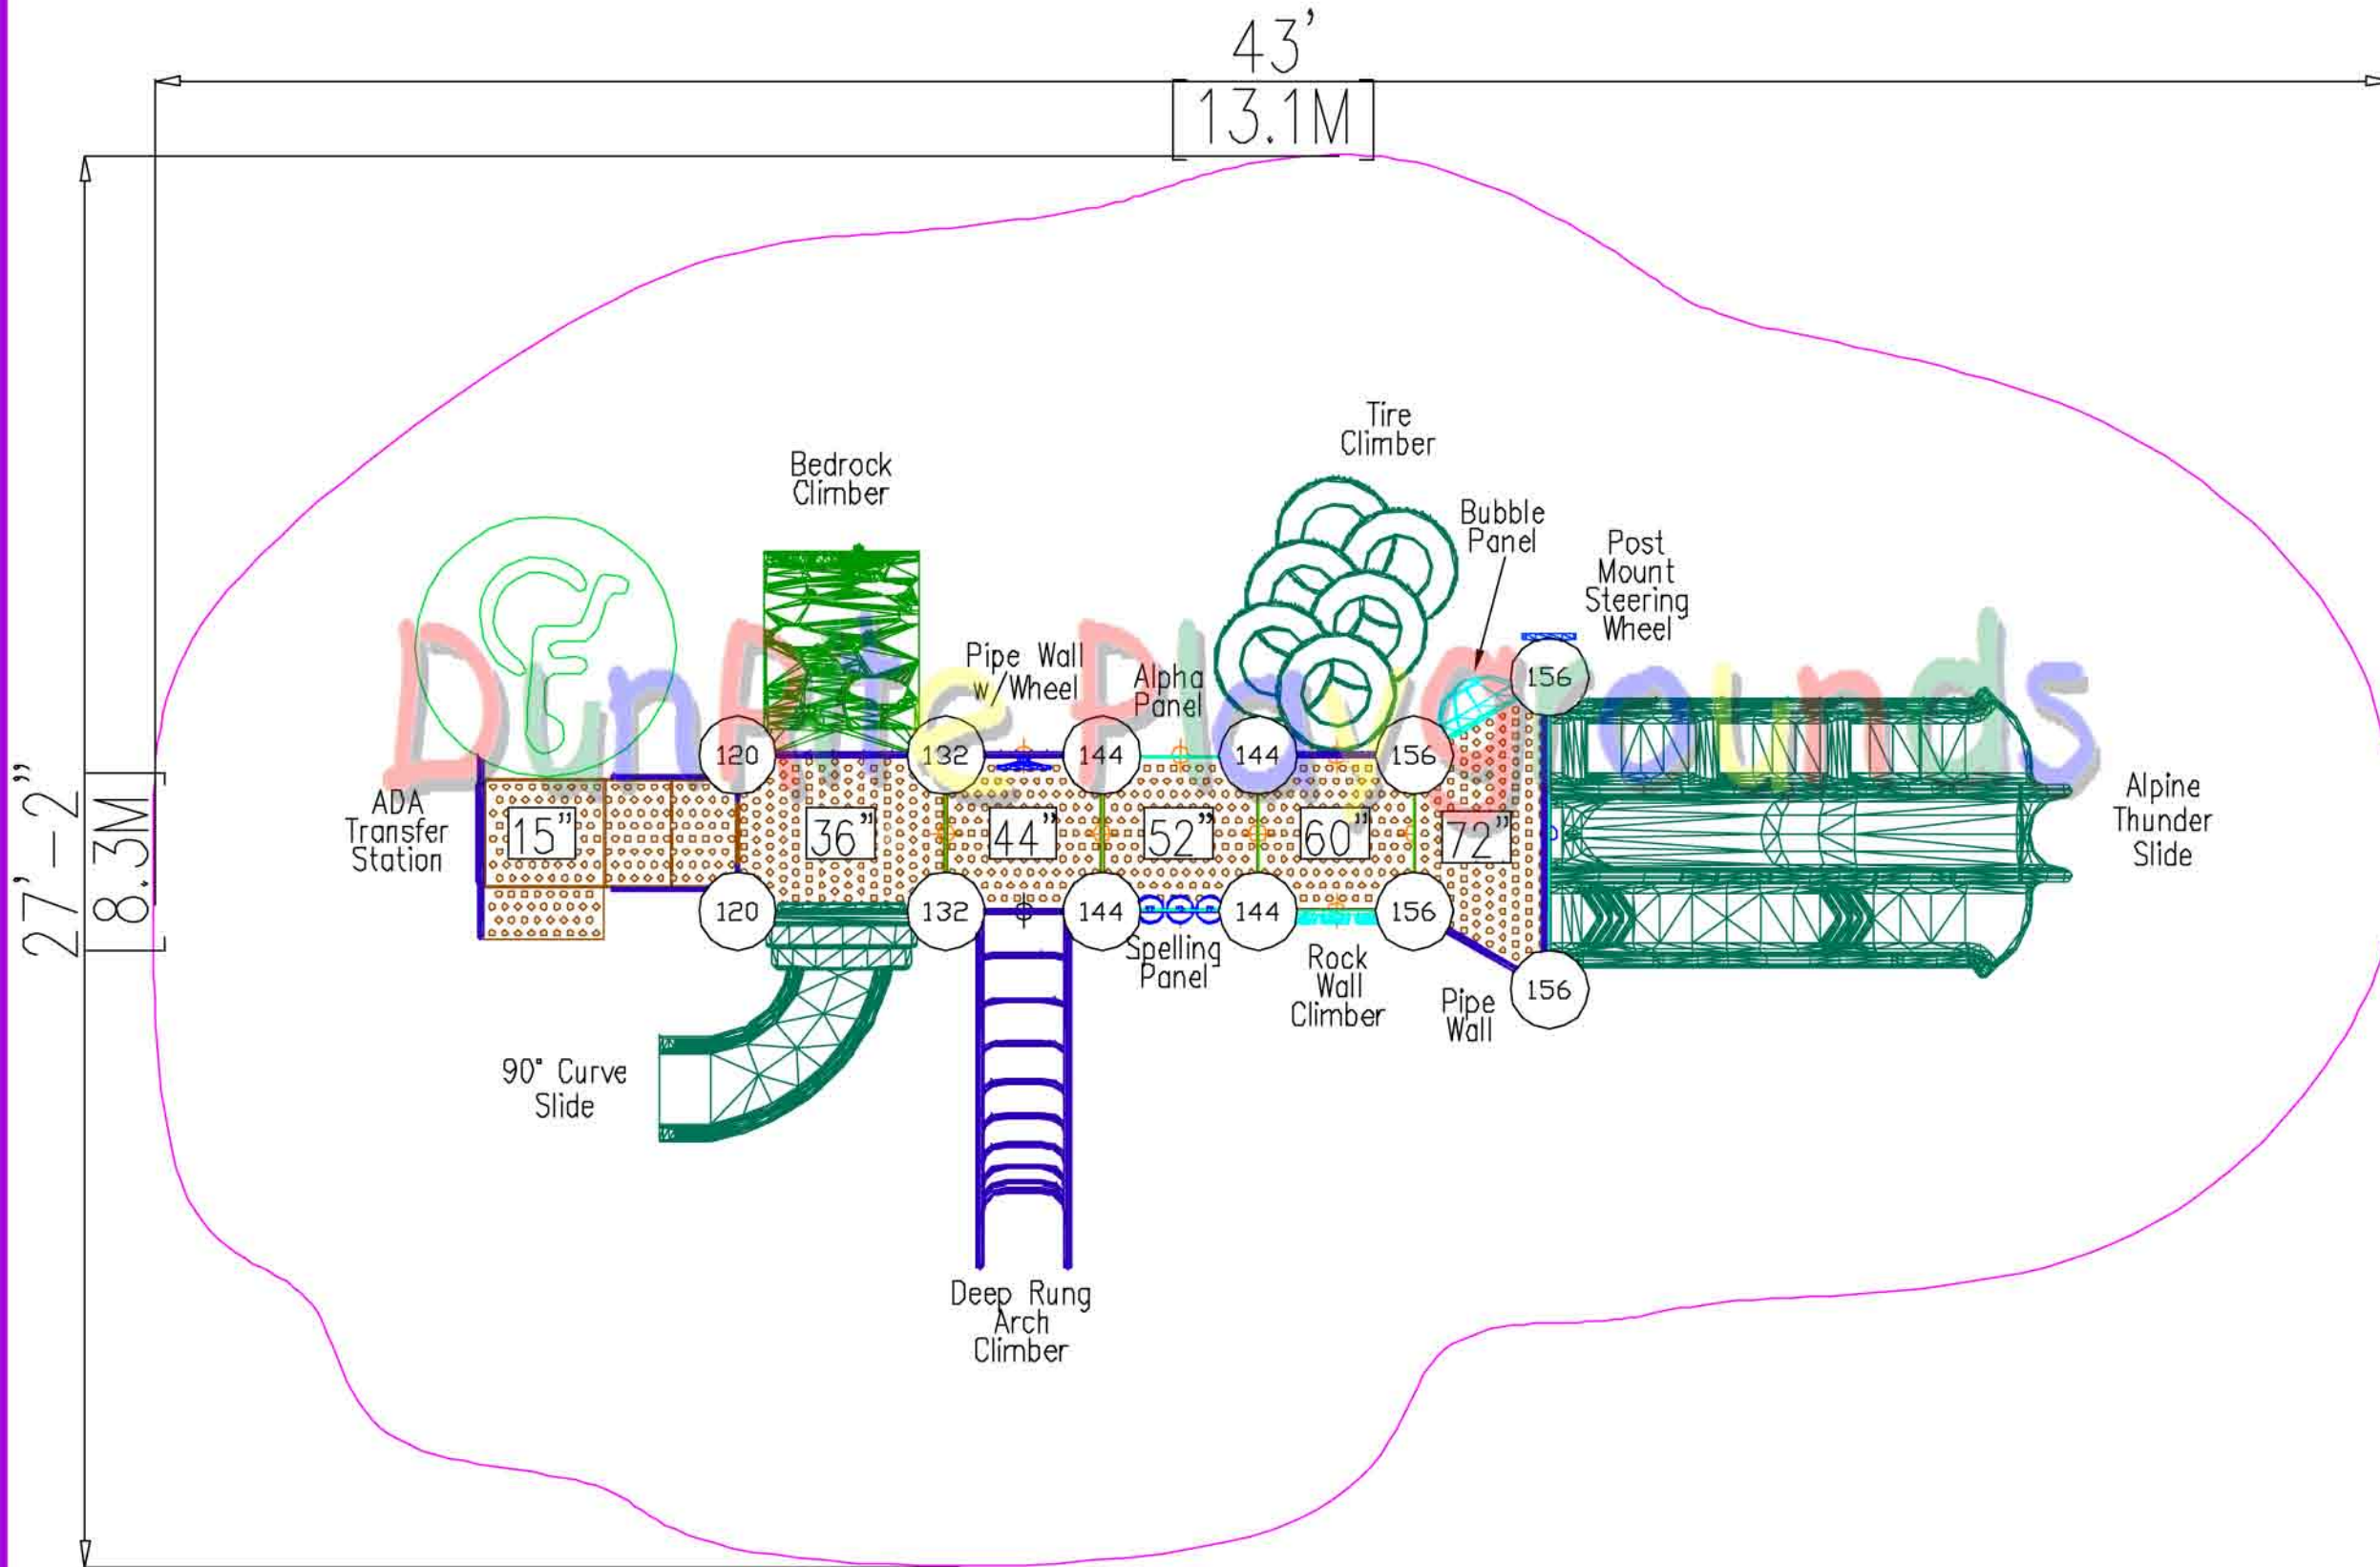 43'
13.1M
27'-2"
8.3M
Tire
Climber
Bedrock
Climber
Bubble
Panel
Post
Mount
Steering
Wheel
Pipe Wall
w/Wheel
Alpha
Panel
DunRite Playgrounds
156
120
132
144
144
156
ADA
Transfer
Station
15"
36"
44"
52"
60"
72"
Alpine
Thunder
Slide
120
132
144
144
156
Spelling
Panel
Rock
Wall
Climber
Pipe
Wall
156
90° Curve
Slide
Deep Rung
Arch
Climber